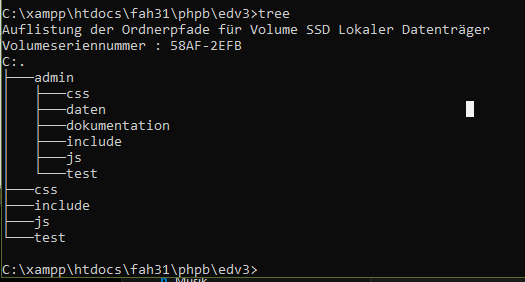 C:\xampp\htdocs\fah31\phpb\edv3>tree
Auflistung der Ordnerpfade für Volume SSD Lokaler Datenträger
Volumeseriennummer : 58AF-2EFB
C:.
├───admin
│   ├───css
│   ├───daten
│   ├───dokumentation
│   ├───include
│   ├───js
│   └───test
├───css
├───include
├───js
└───test
C:\xampp\htdocs\fah31\phpb\edv3>
Musik